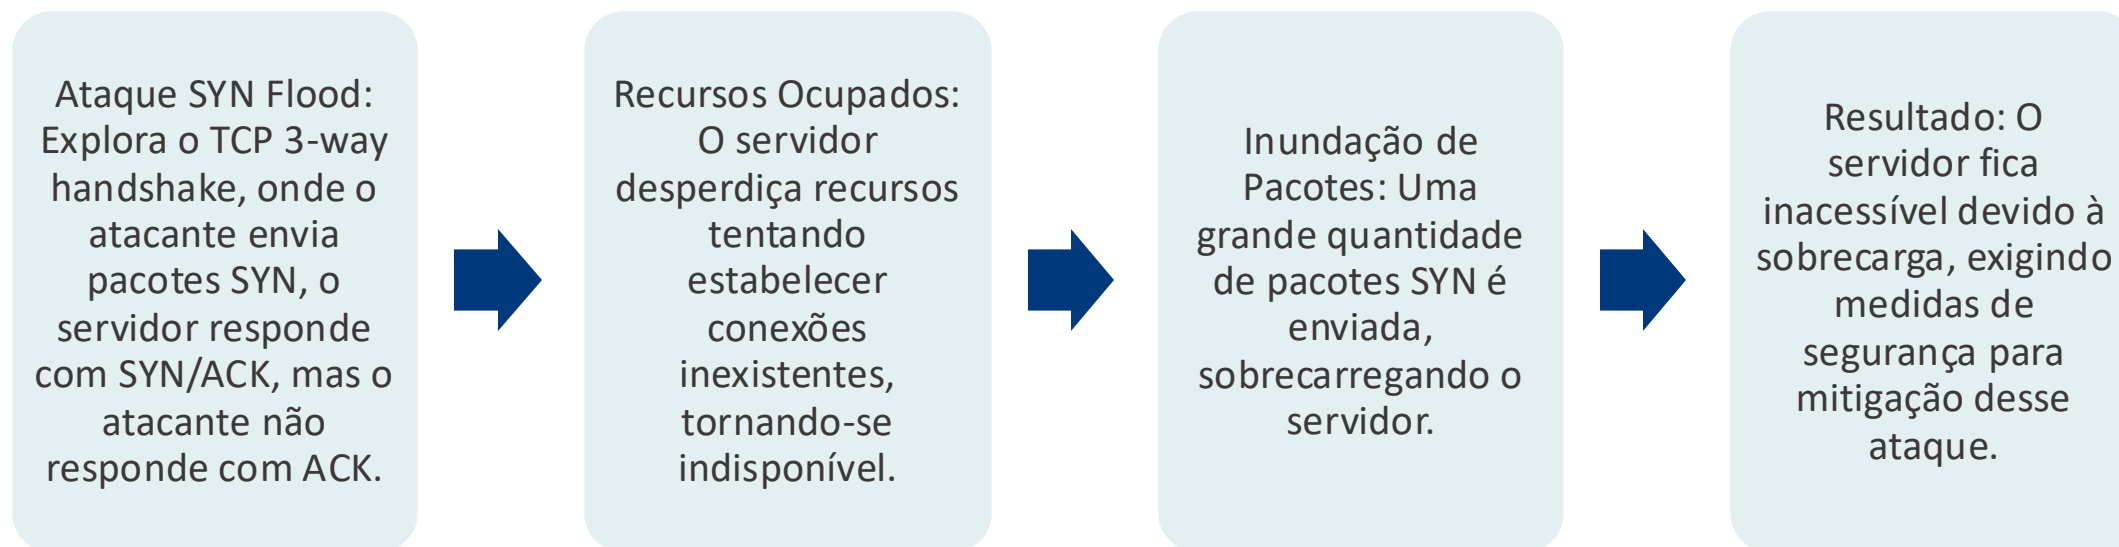 Ataque SYN Flood:
Explora o TCP 3-way
handshake, onde o
atacante envia
pacotes SYN, o
servidor responde
com SYN/ACK, mas o
atacante não
responde com ACK.
Recursos Ocupados:
O servidor
desperdiça recursos
tentando
estabelecer
conexões
inexistentes,
tornando-se
indisponível.
Inundação de
Pacotes: Uma
grande quantidade
de pacotes SYN é
enviada,
sobrecarregando o
servidor.
Resultado: O
servidor fica
inacessível devido à
sobrecarga, exigindo
medidas de
segurança para
mitigação desse
ataque.